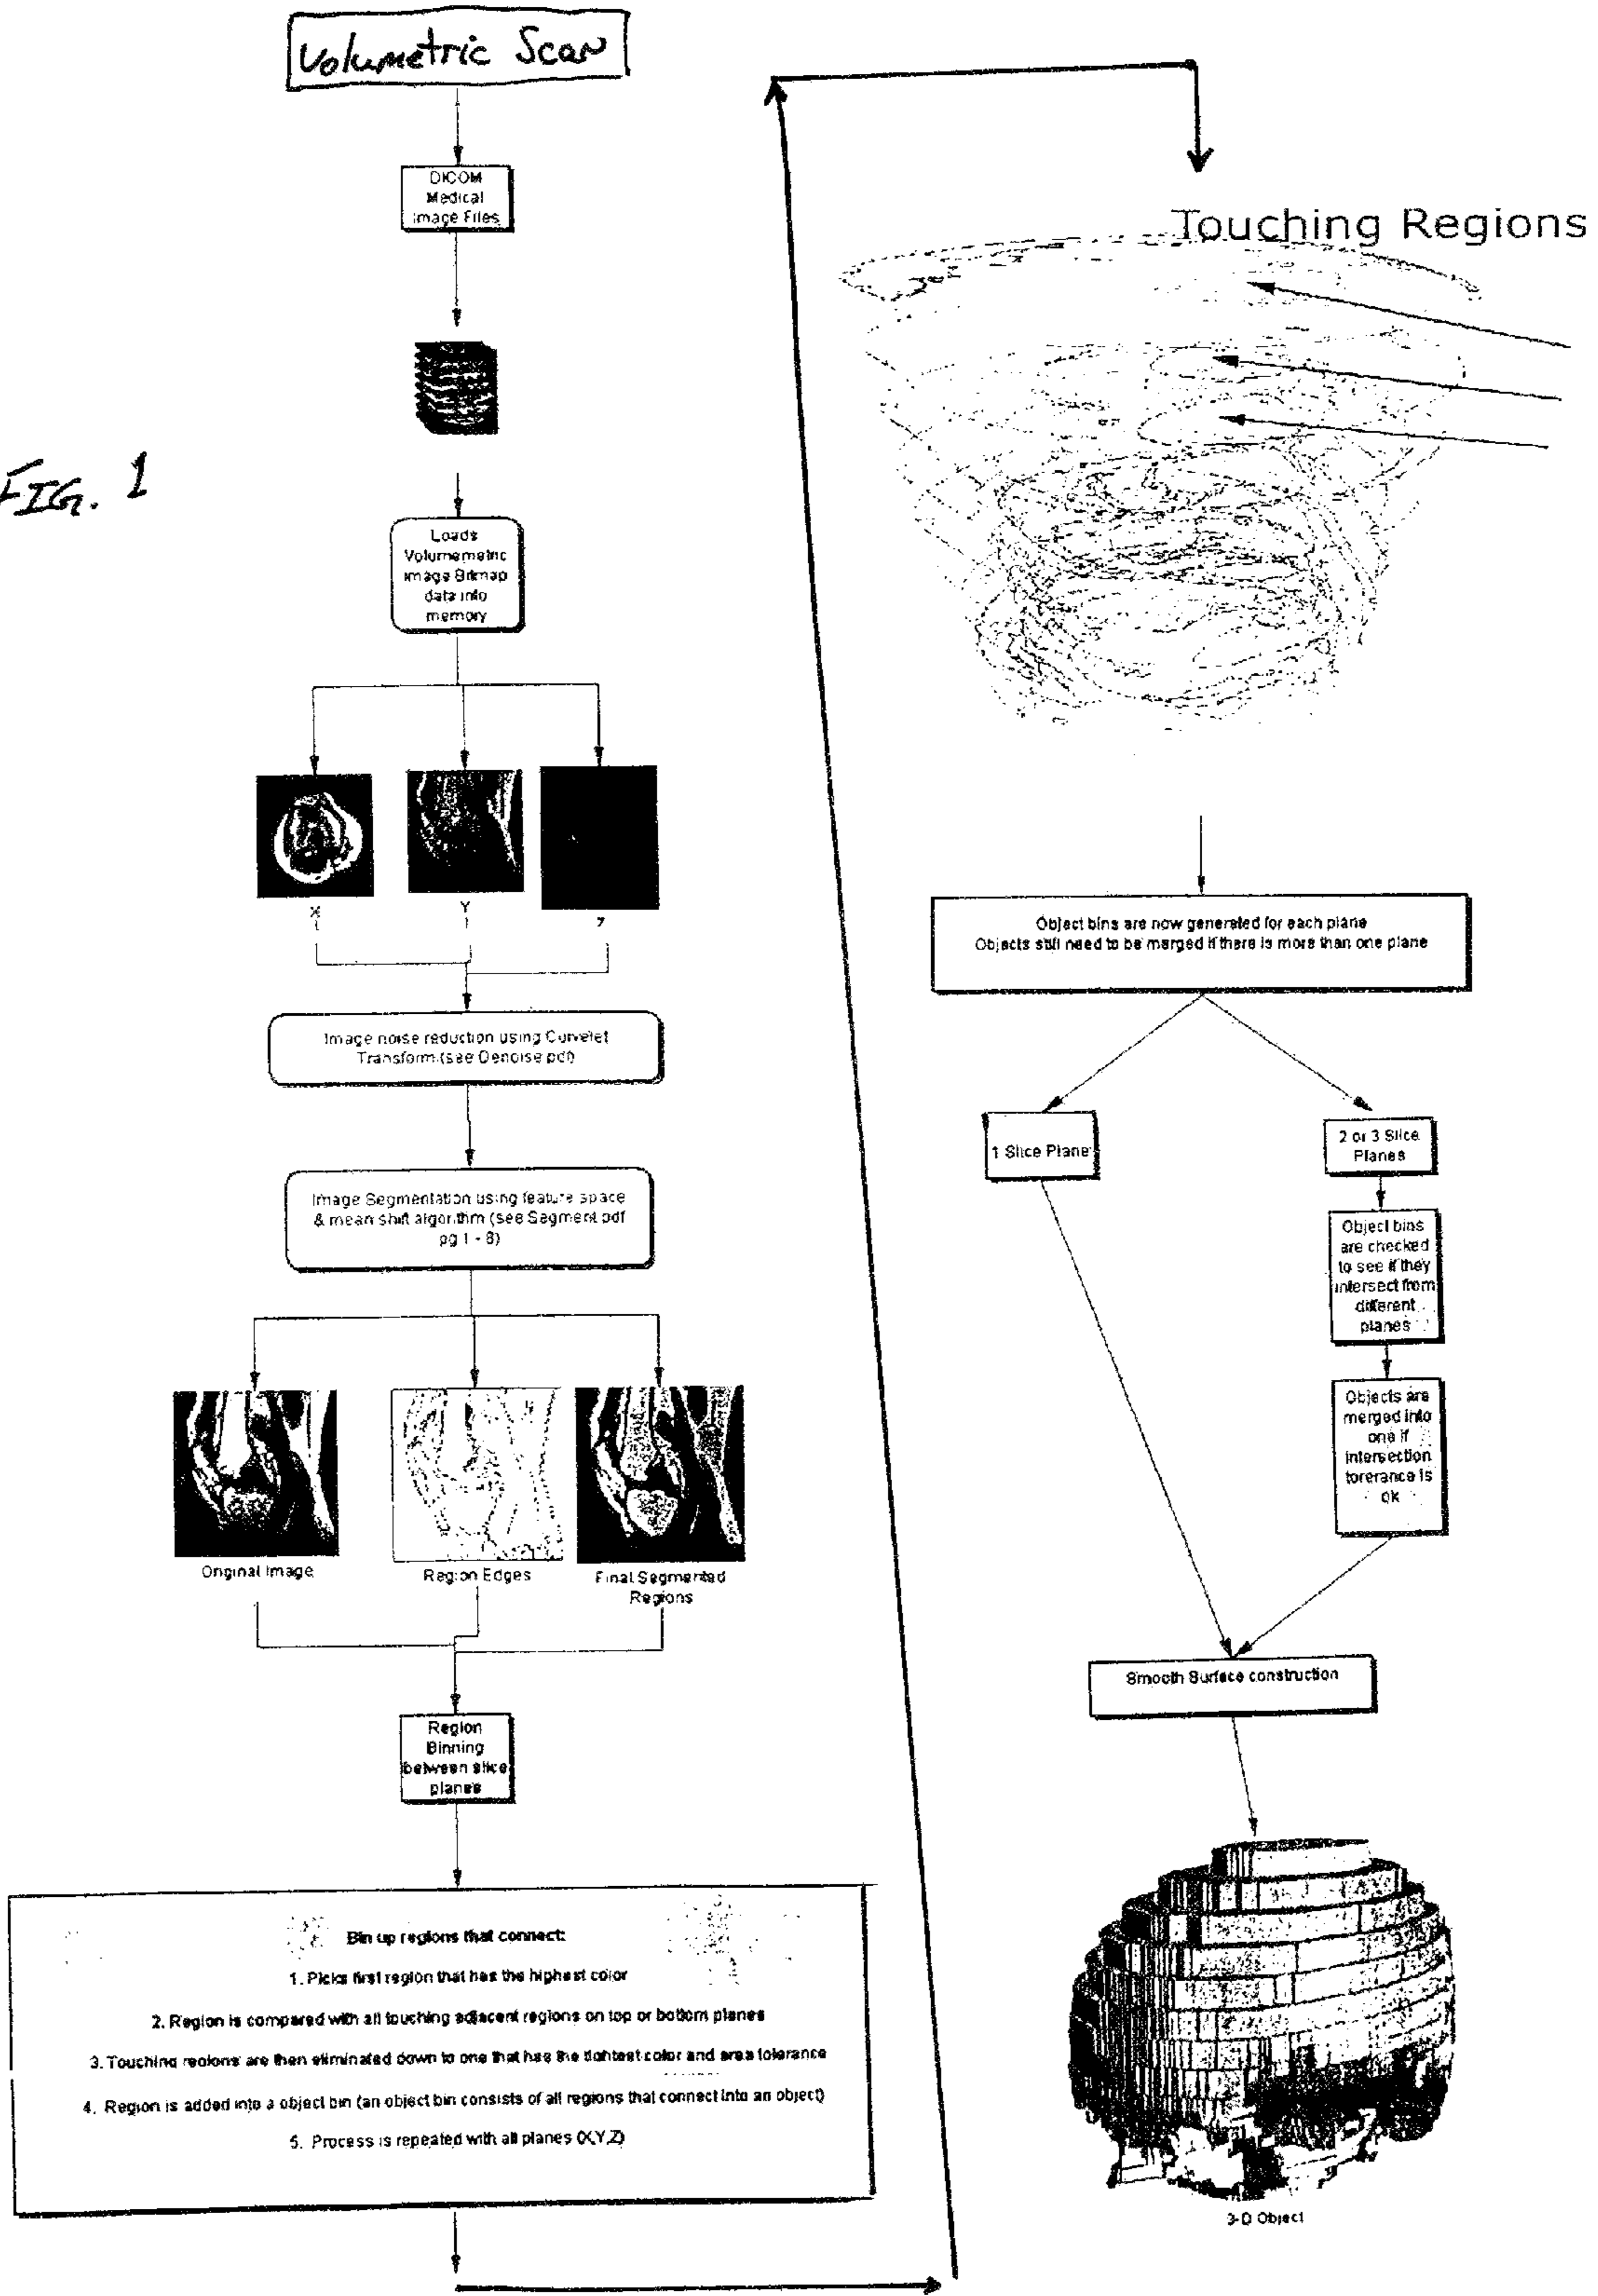 Volumetric Scan
DICOM
Medical
Image Files
FIG. 1
Loads
Volumemetric
image Bitmap
data into
memory
X
Y
Z
Image noise reduction using Curvelet
Transform (see Denoise pdf)
Image Segmentation using feature space
& mean shift algorithm (see Segment pdf
pg 1 - 8)
Original Image
Region Edges
Final Segmented
Regions
Region
Binning
between slice
planes
Bin up regions that connect:
1. Picks first region that has the highest color
2. Region is compared with all touching adjacent regions on top or bottom planes
3. Touching regions are then eliminated down to one that has the tightest color and area tolerance
4. Region is added into a object bin (an object bin consists of all regions that connect into an object)
5. Process is repeated with all planes (X,Y,Z)
Touching Regions
Object bins are now generated for each plane
Objects still need to be merged if there is more than one plane
1 Slice Plane
2 or 3 Slice
Planes
Object bins
are checked
to see if they
intersect from
different
planes
Objects are
merged into
one if
intersection
torerance is
ok
Smooth Surface construction
3-D Object